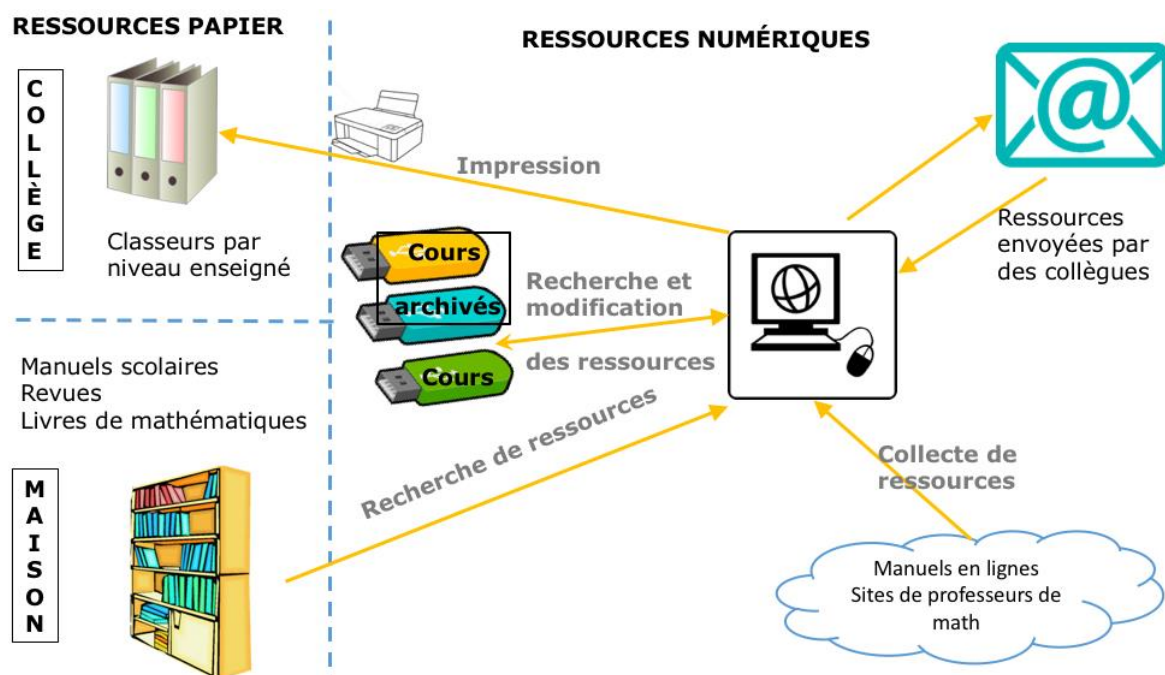 RESSOURCES PAPIER
RESSOURCES NUMÉRIQUES
COLLÈGE
Classeurs par
niveau enseigné
Impression
@
Ressources
envoyées par
des collègues
Cours
archivés
Cours
Recherche et
modification
des ressources
Manuels scolaires
Revues
Livres de mathématiques
MAISON
Recherche de ressources
Collecte de
ressources
Manuels en lignes
Sites de professeurs de
math